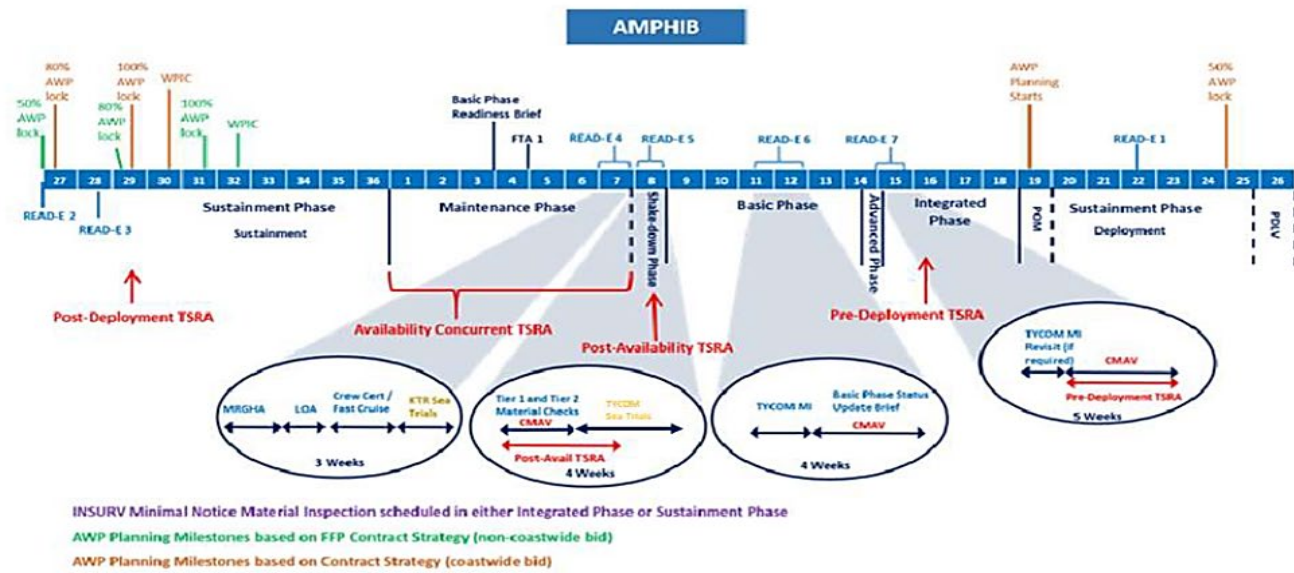 AMPHIB
50%
AWP
lock
80%
AWP
lock
80%
AWP
lock
100%
AWP
lock
WPIC
100%
AWP
lock
WPIC
Basic Phase
Readiness Brief
FTA 1
READ-E 4
READ-E 5
READ-E 6
READ-E 7
AWP
Planning
Starts
READ-E 1
50%
AWP
lock
27 28 29 30 31 32 33 34 35 36 1 2 3 4 5 6 7 8 9 10 11 12 13 14 15 16 17 18 19 20 21 22 23 24 25 26
READ-E 2
READ-E 3
Sustainment Phase
Sustainment
Maintenance Phase
Shake-down Phase
Basic Phase
Advanced Phase
Integrated
Phase
POM
Sustainment Phase
Deployment
PDLV
Post-Deployment TSRA
Availability Concurrent TSRA
Post-Availability TSRA
Pre-Deployment TSRA
MRGHA
LOA
Crew Cert /
Fast Cruise
KTR Sea
Trials
3 Weeks
Tier 1 and Tier 2
Material Checks
CMAV
TYCOM
Sea Trials
Post-Avail TSRA
4 Weeks
TYCOM MI
Basic Phase Status
Update Brief
CMAV
4 Weeks
TYCOM MI
Revisit (if
required)
CMAV
Pre-Deployment TSRA
5 Weeks
INSURV Minimal Notice Material Inspection scheduled in either Integrated Phase or Sustainment Phase
AWP Planning Milestones based on FFP Contract Strategy (non-coastwide bid)
AWP Planning Milestones based on Contract Strategy (coastwide bid)